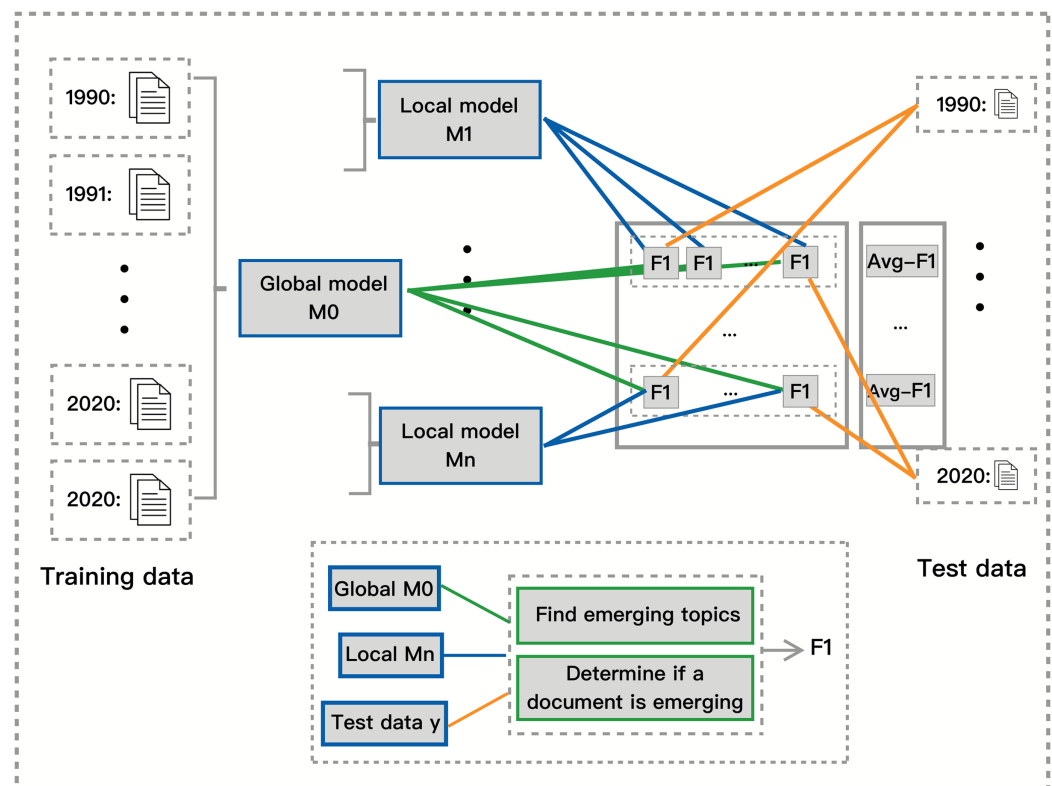 1990:
1991:
2020:
2020:
Training data
Global model
M0
Local model
M1
Local model
Mn
F1
F1
...
F1
...
F1
...
F1
Avg-F1
...
Avg-F1
1990:
2020:
Test data
Global M0
Local Mn
Test data y
Find emerging topics
Determine if a
document is emerging
F1